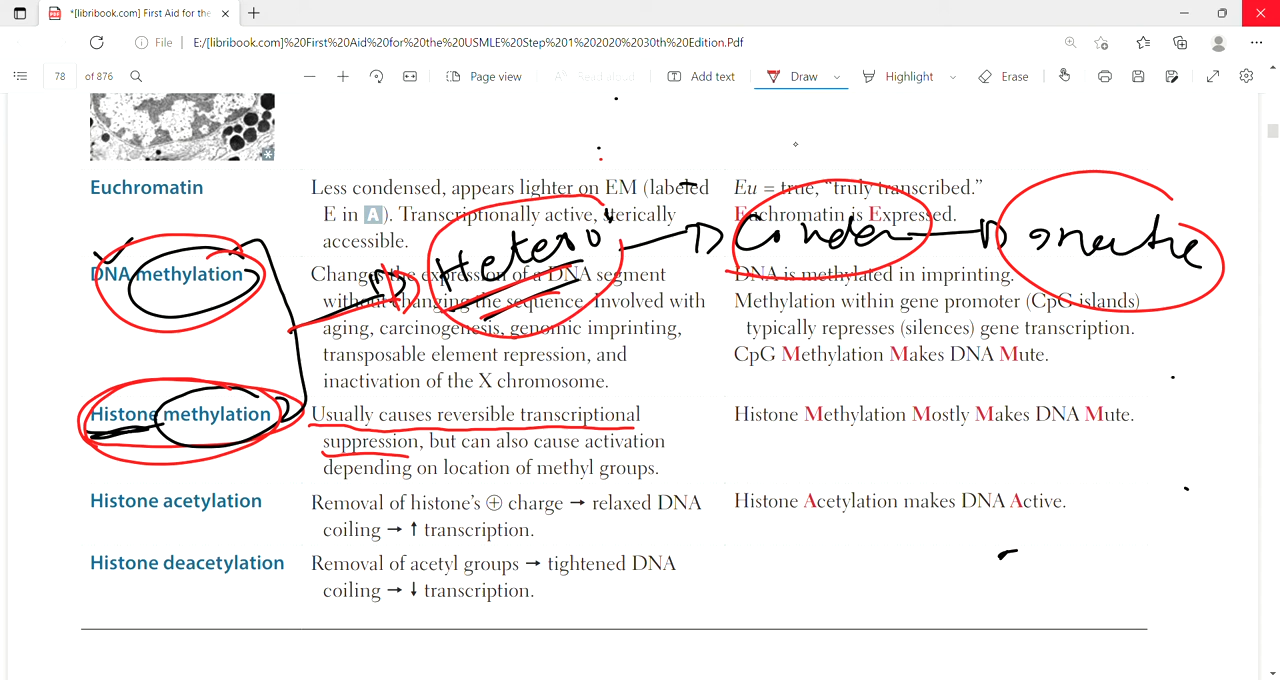 *[libribook.com] First Aid for the
File
E:/[libribook.com]%20First%20Aid%20for%20the%20USMLE%20Step%201%202020%2030th%20Edition.Pdf
78 of 876
Page view
Read aloud
Add text
Draw
Highlight
Erase
Euchromatin
Less condensed, appears lighter on EM (labeled
E in A). Transcriptionally active, sterically
accessible.
Eu = true, “truly transcribed.”
Euchromatin is Expressed.
Hetero"
Conden
DNA methylation
Changes the expression of a DNA segment
without changing the sequence. Involved with
aging, carcinogenesis, genomic imprinting,
transposable element repression, and
inactivation of the X chromosome.
DNA is methylated in imprinting.
Methylation within gene promoter (CpG islands)
typically represses (silences) gene transcription.
CpG Methylation Makes DNA Mute.
Histone methylation
Usually causes reversible transcriptional
suppression, but can also cause activation
depending on location of methyl groups.
Histone Methylation Mostly Makes DNA Mute.
Histone acetylation
Removal of histone’s ⊕ charge → relaxed DNA
coiling → ↑ transcription.
Histone Acetylation makes DNA Active.
Histone deacetylation
Removal of acetyl groups → tightened DNA
coiling → ↓ transcription.